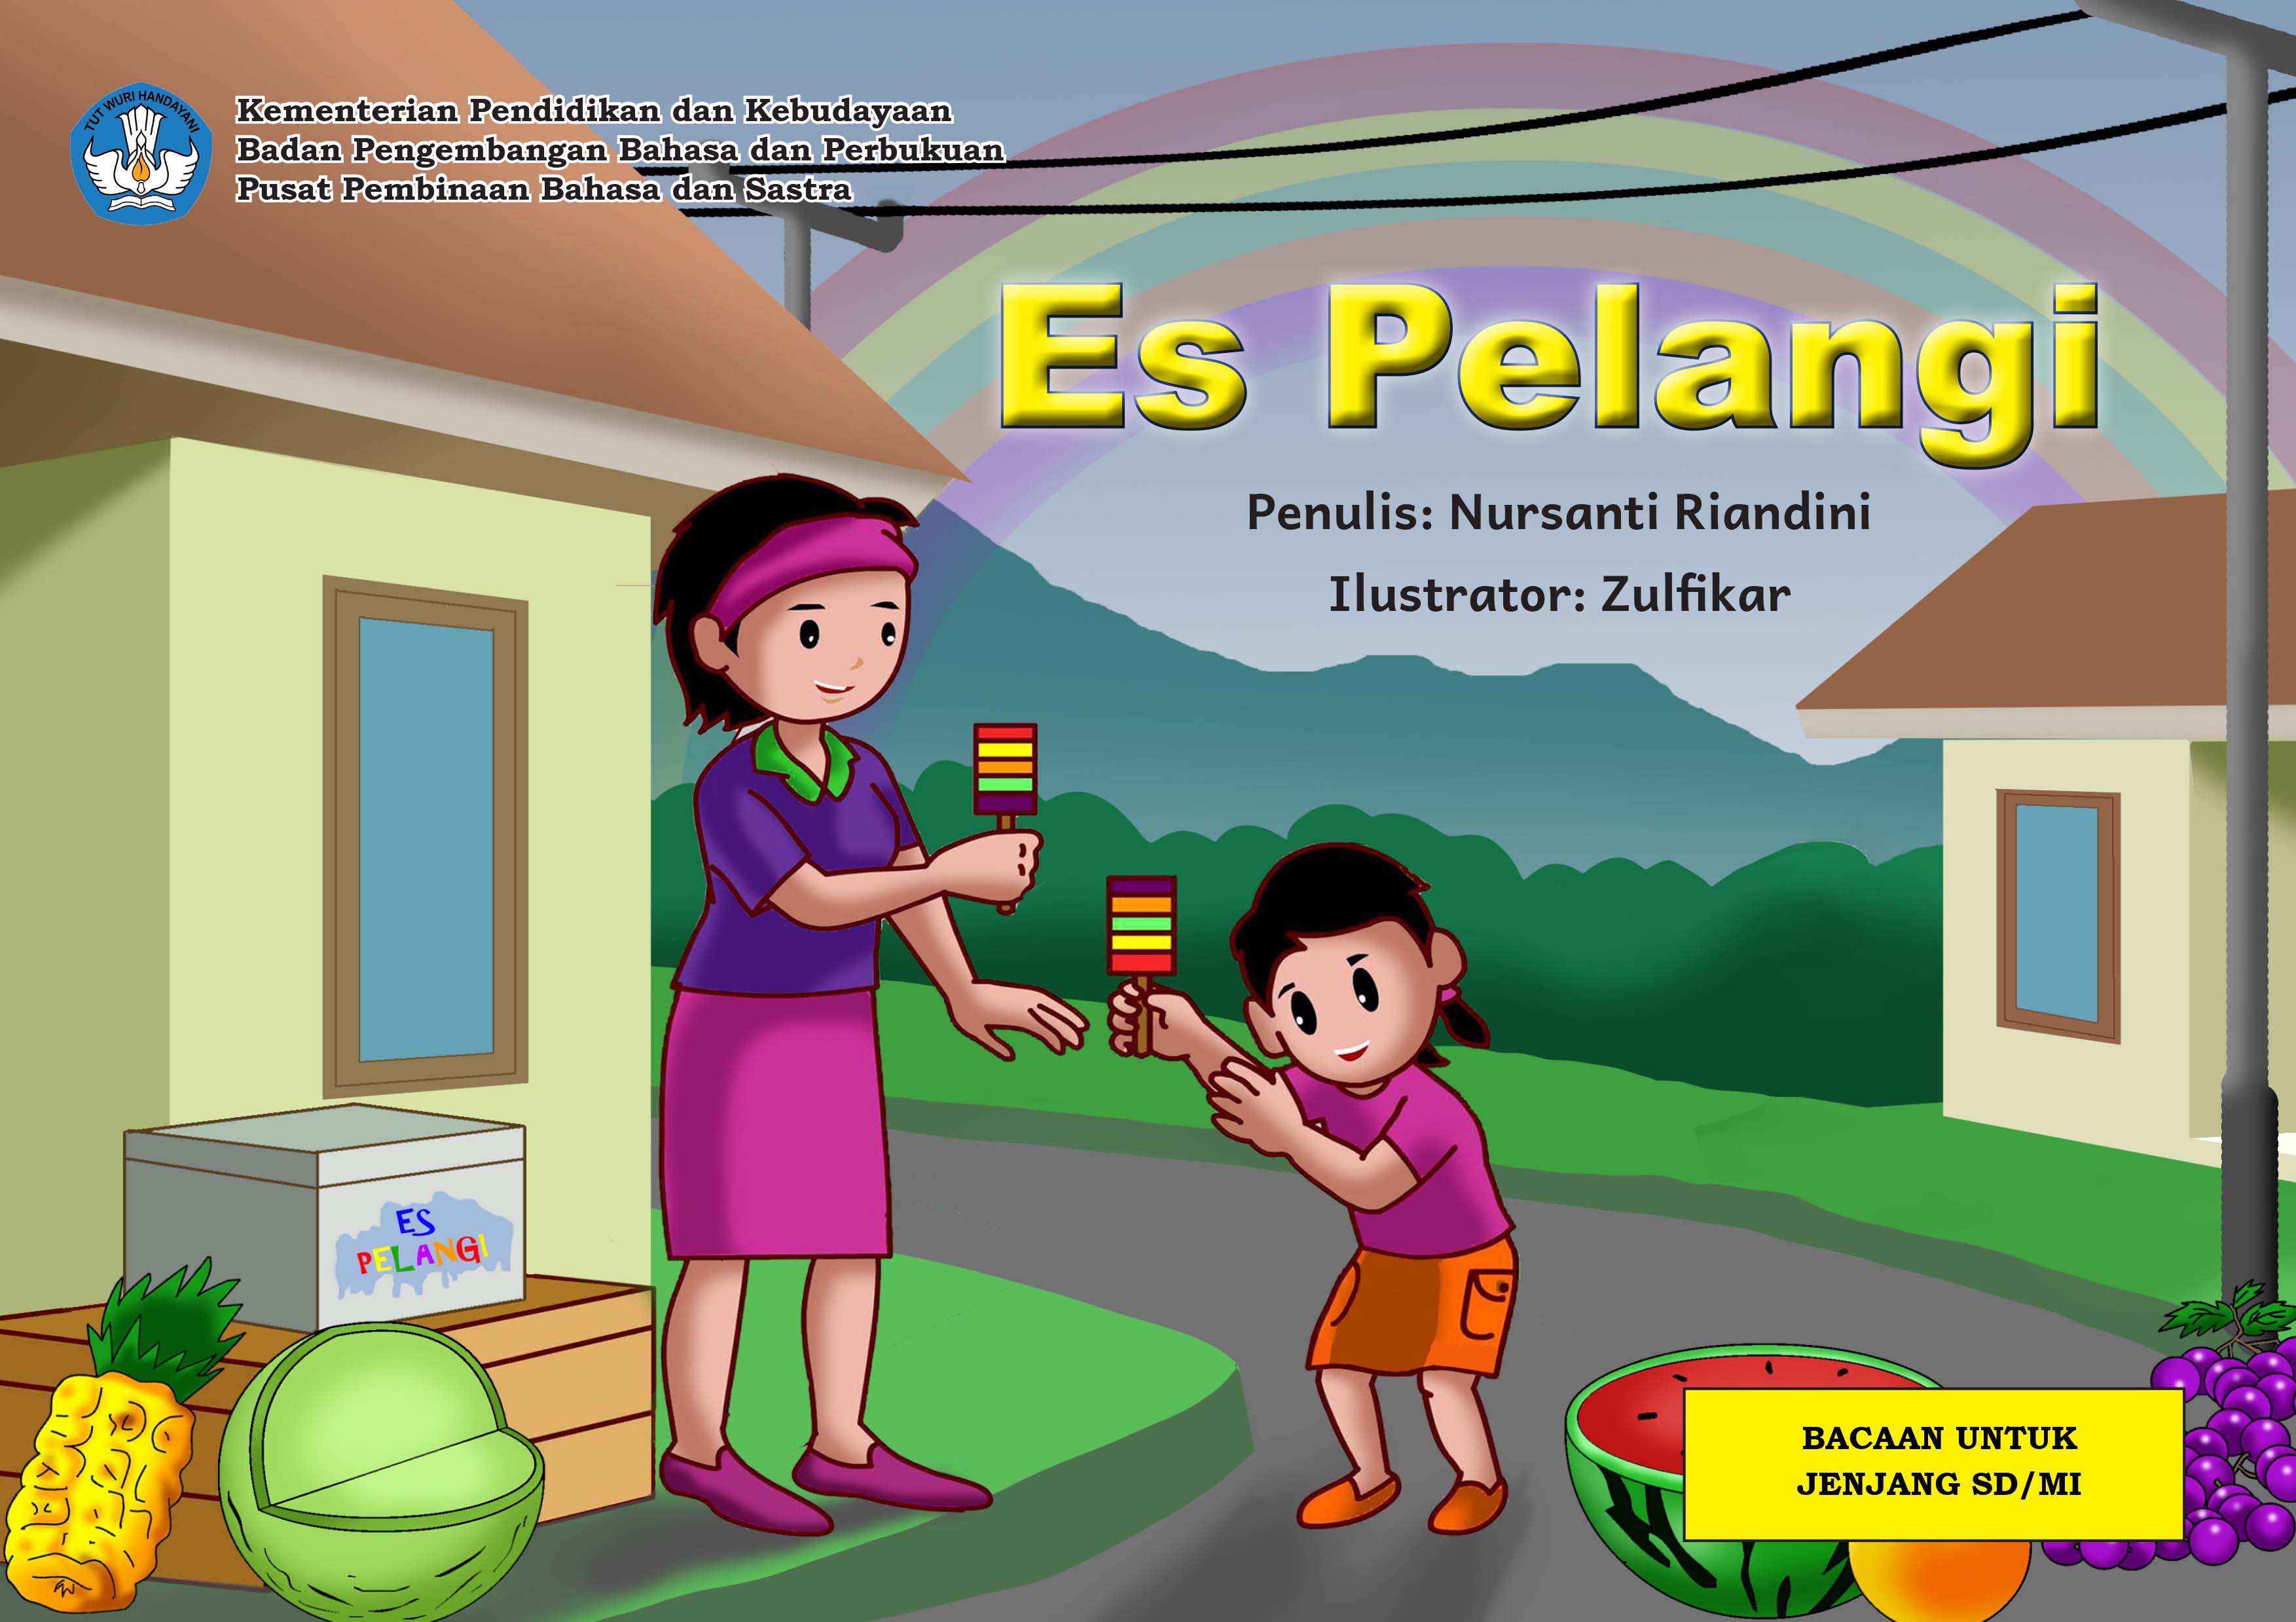 TUT WURI HANDAYANI
Kementerian Pendidikan dan Kebudayaan
Badan Pengembangan Bahasa dan Perbukuan
Pusat Pembinaan Bahasa dan Sastra
Es Pelangi
Penulis: Nursanti Riandini
Ilustrator: Zulfikar
ES
PELANGI
BACAAN UNTUK
JENJANG SD/MI